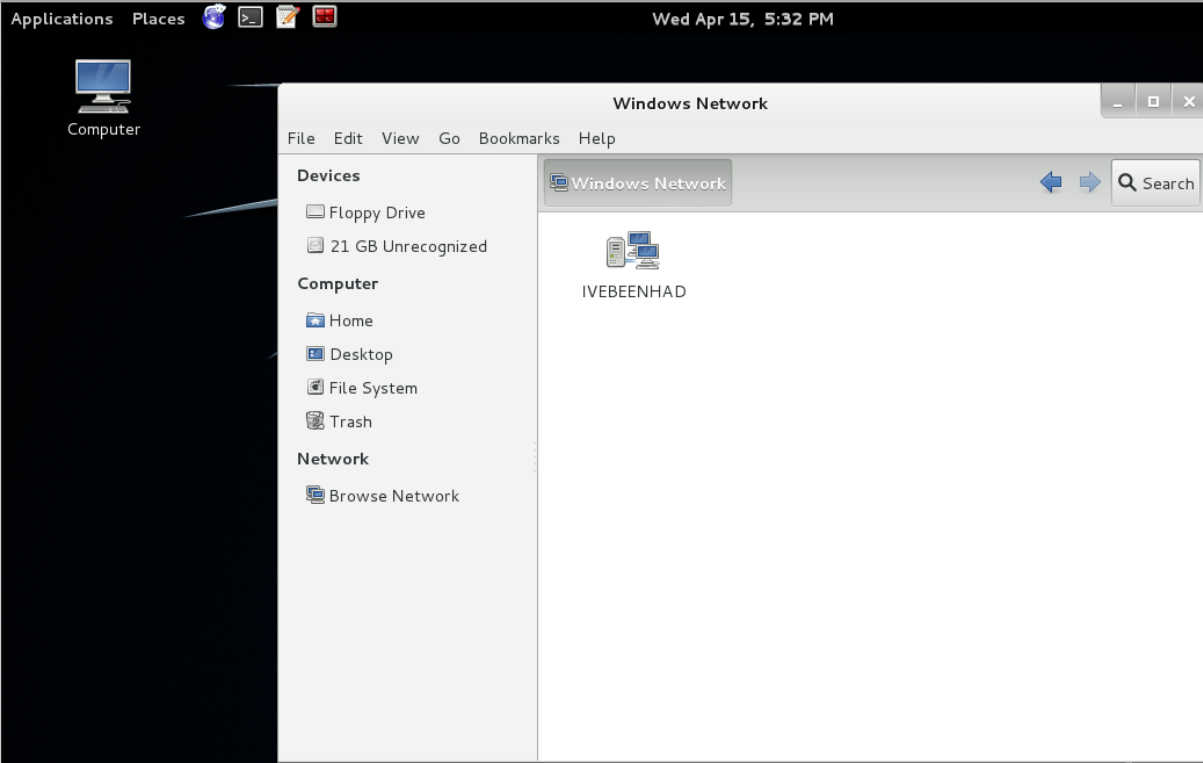 Applications Places Wed Apr 15, 5:32 PM
Computer
Windows Network
File Edit View Go Bookmarks Help
Devices
Floppy Drive
21 GB Unrecognized
Computer
Home
Desktop
File System
Trash
Network
Browse Network
Windows Network Search
IVEBEENHAD